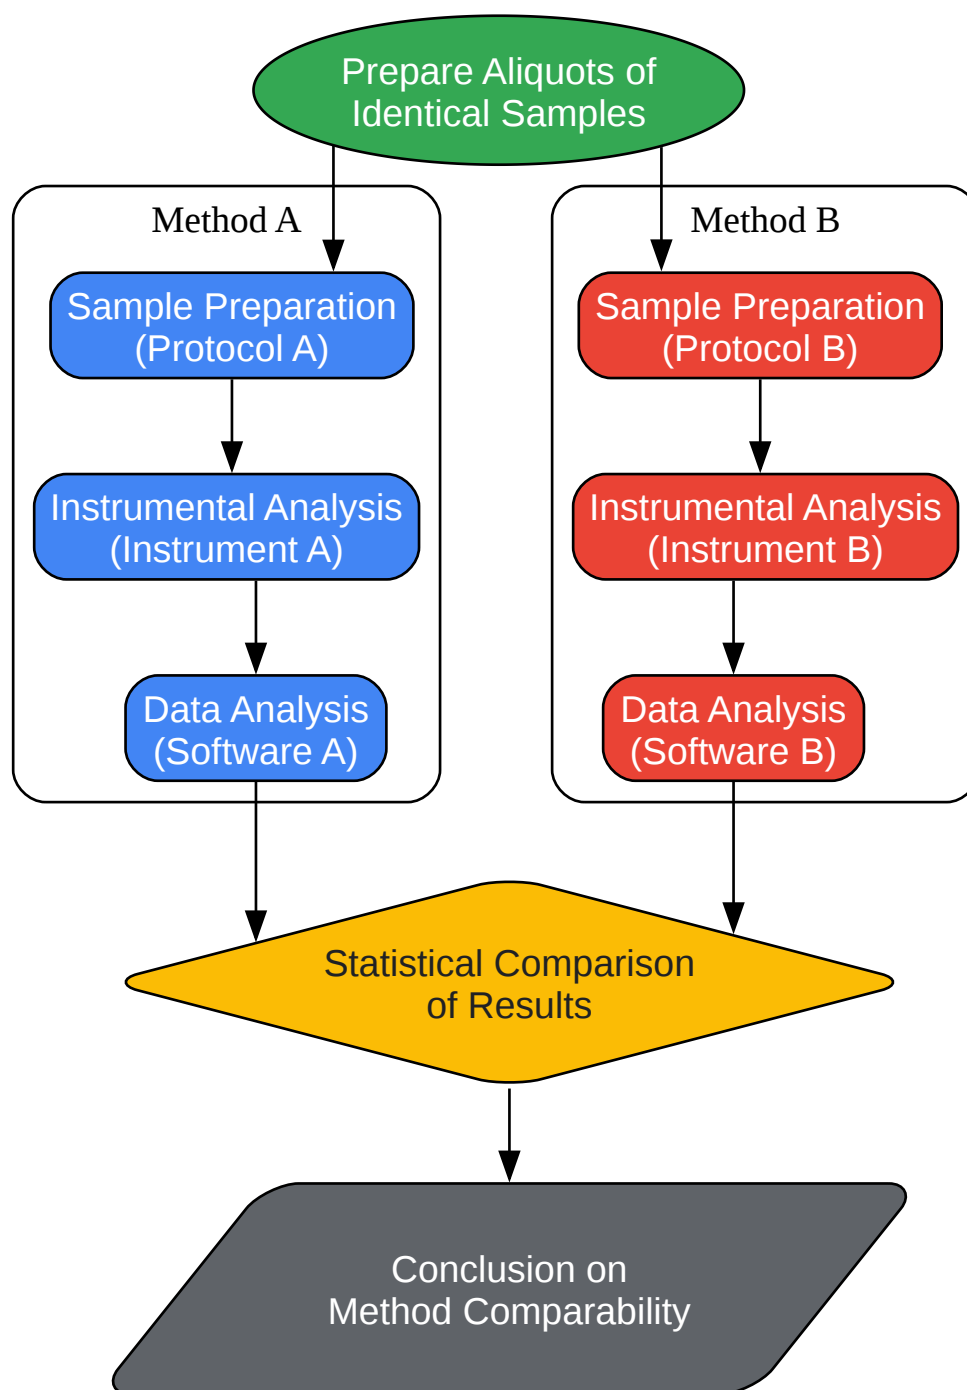 Prepare Aliquots of
Identical Samples
Method A
Sample Preparation
(Protocol A)
Instrumental Analysis
(Instrument A)
Data Analysis
(Software A)
Method B
Sample Preparation
(Protocol B)
Instrumental Analysis
(Instrument B)
Data Analysis
(Software B)
Statistical Comparison
of Results
Conclusion on
Method Comparability